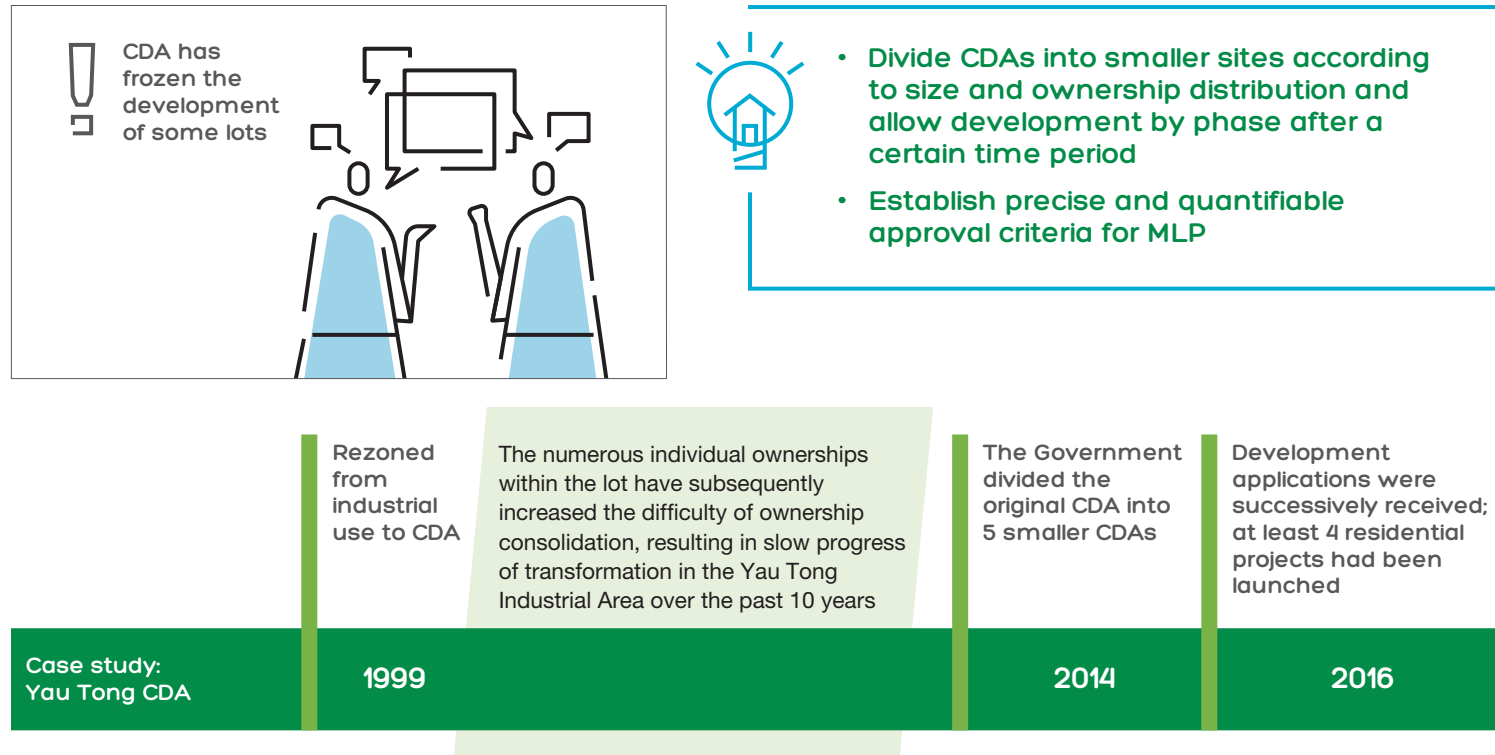 CDA has
frozen the
development
of some lots
• Divide CDAs into smaller sites according
to size and ownership distribution and
allow development by phase after a
certain time period
• Establish precise and quantifiable
approval criteria for MLP
Rezoned
from
industrial
use to CDA
The numerous individual ownerships
within the lot have subsequently
increased the difficulty of ownership
consolidation, resulting in slow progress
of transformation in the Yau Tong
Industrial Area over the past 10 years
The Government
divided the
original CDA into
5 smaller CDAs
Development
applications were
successively received;
at least 4 residential
projects had been
launched
Case study:
Yau Tong CDA
1999
2014
2016